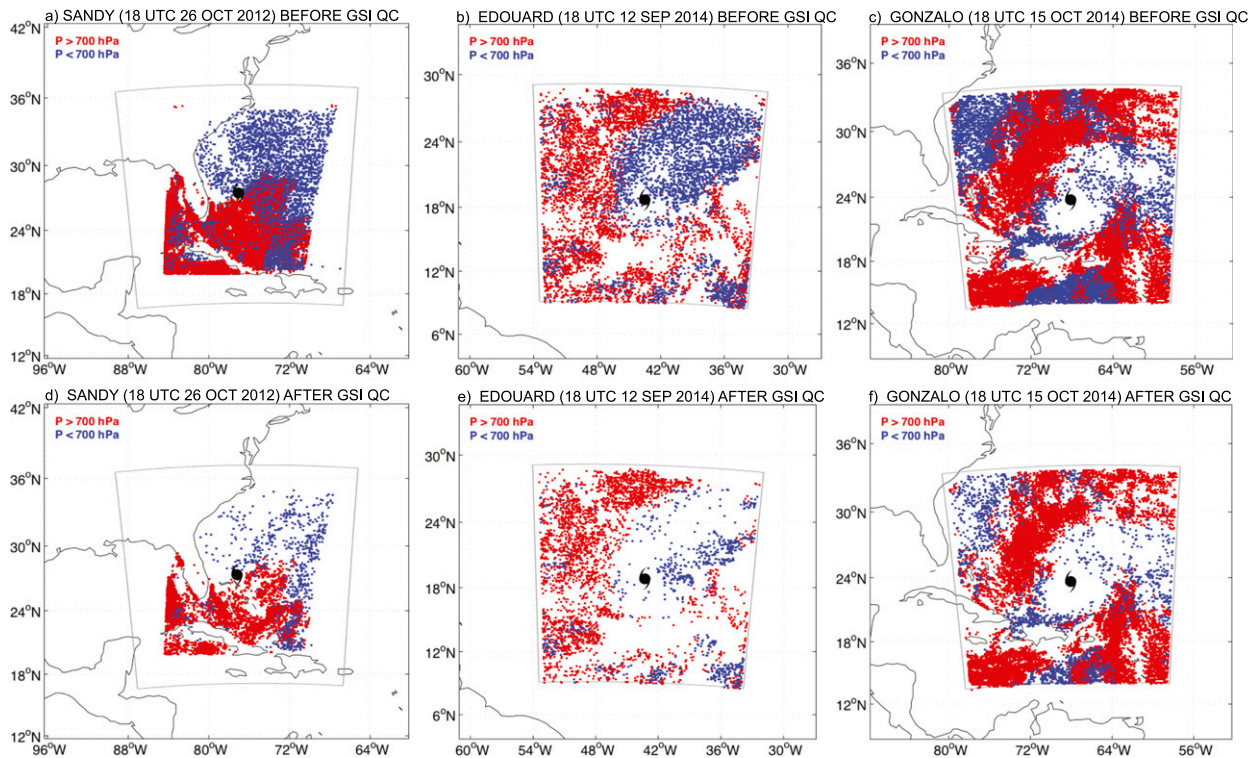 a) SANDY (18 UTC 26 OCT 2012) BEFORE GSI QC
P > 700 hPa
P < 700 hPa
42°N
36°N
30°N
24°N
18°N
12°N
96°W 88°W 80°W 72°W 64°W
b) EDOUARD (18 UTC 12 SEP 2014) BEFORE GSI QC
P > 700 hPa
P < 700 hPa
30°N
24°N
18°N
12°N
6°N
60°W 54°W 48°W 42°W 36°W 30°W
c) GONZALO (18 UTC 15 OCT 2014) BEFORE GSI QC
P > 700 hPa
P < 700 hPa
36°N
30°N
24°N
18°N
12°N
80°W 72°W 64°W 56°W
d) SANDY (18 UTC 26 OCT 2012) AFTER GSI QC
P > 700 hPa
P < 700 hPa
42°N
36°N
30°N
24°N
18°N
12°N
96°W 88°W 80°W 72°W 64°W
e) EDOUARD (18 UTC 12 SEP 2014) AFTER GSI QC
P > 700 hPa
P < 700 hPa
30°N
24°N
18°N
12°N
6°N
60°W 54°W 48°W 42°W 36°W 30°W
f) GONZALO (18 UTC 15 OCT 2014) AFTER GSI QC
P > 700 hPa
P < 700 hPa
36°N
30°N
24°N
18°N
12°N
80°W 72°W 64°W 56°W